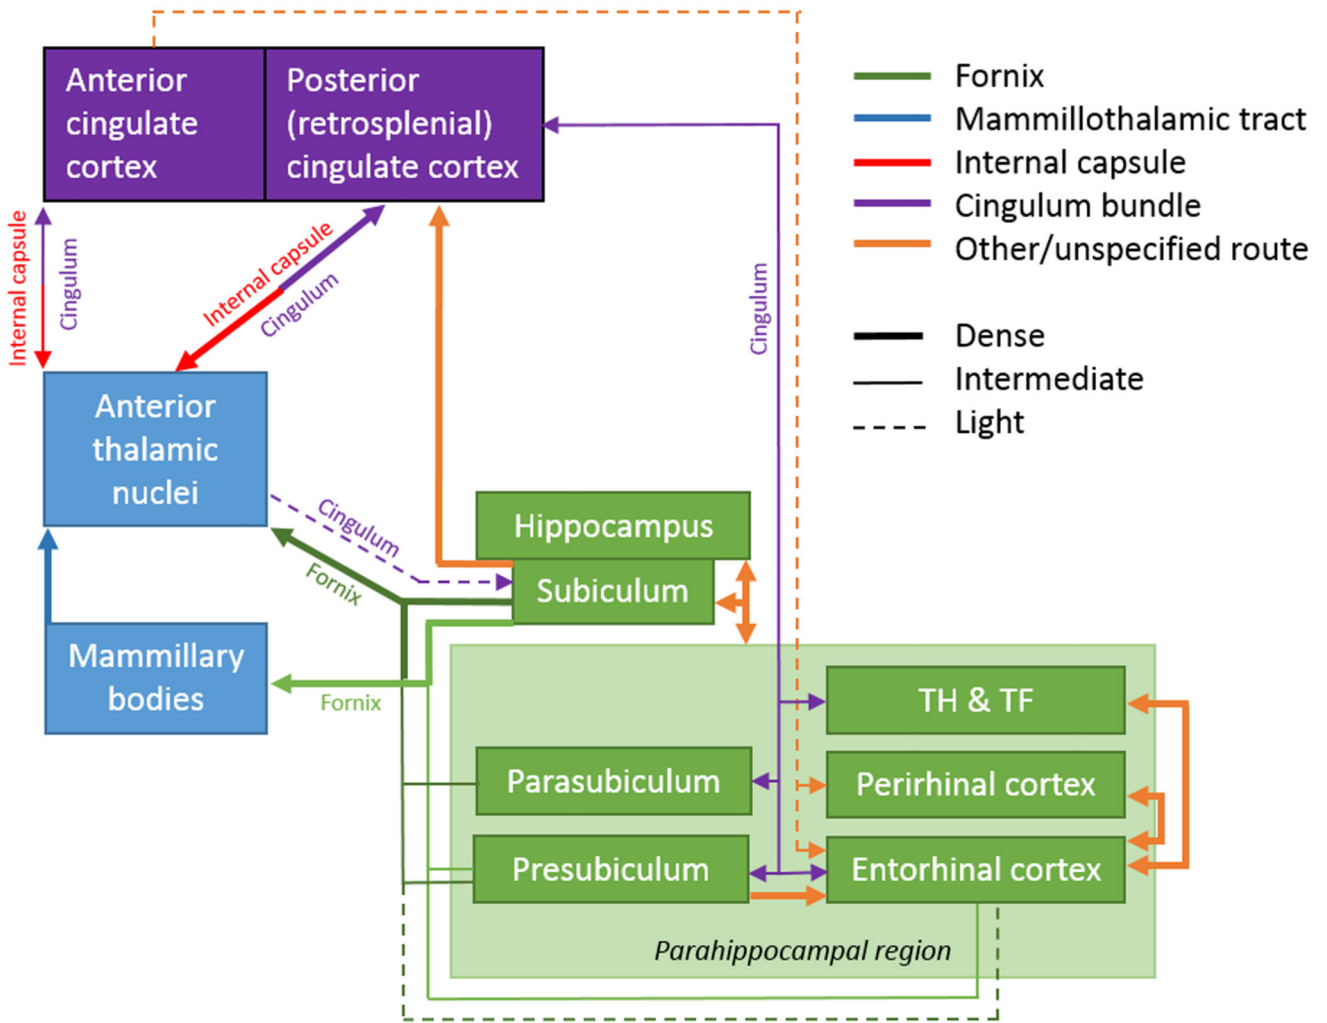 Anterior
cingulate
cortex
Posterior
(retrosplenial)
cingulate cortex
Fornix
Mammillothalamic tract
Internal capsule
Cingulum bundle
Other/unspecified route
Dense
Intermediate
Light
Internal capsule
Cingulum
Internal capsule
Cingulum
Cingulum
Anterior
thalamic
nuclei
Cingulum
Fornix
Hippocampus
Subiculum
Mammillary
bodies
Fornix
TH & TF
Parasubiculum
Perirhinal cortex
Presubiculum
Entorhinal cortex
Parahippocampal region